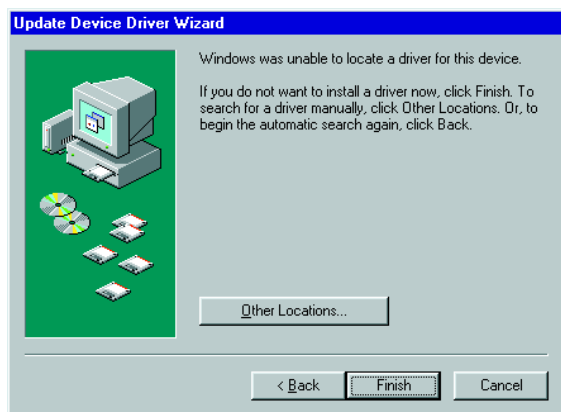 Update Device Driver Wizard
Windows was unable to locate a driver for this device.
If you do not want to install a driver now, click Finish. To
search for a driver manually, click Other Locations. Or, to
begin the automatic search again, click Back.
Other Locations...
< Back
Finish
Cancel